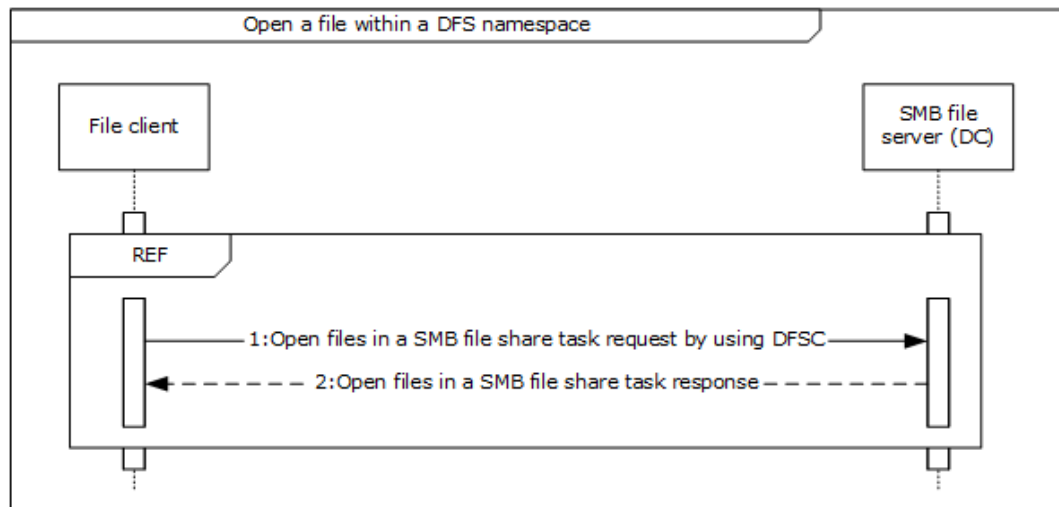 Open a file within a DFS namespace
File client
SMB file
server (DC)
REF
1:Open files in a SMB file share task request by using DFSC
2:Open files in a SMB file share task response